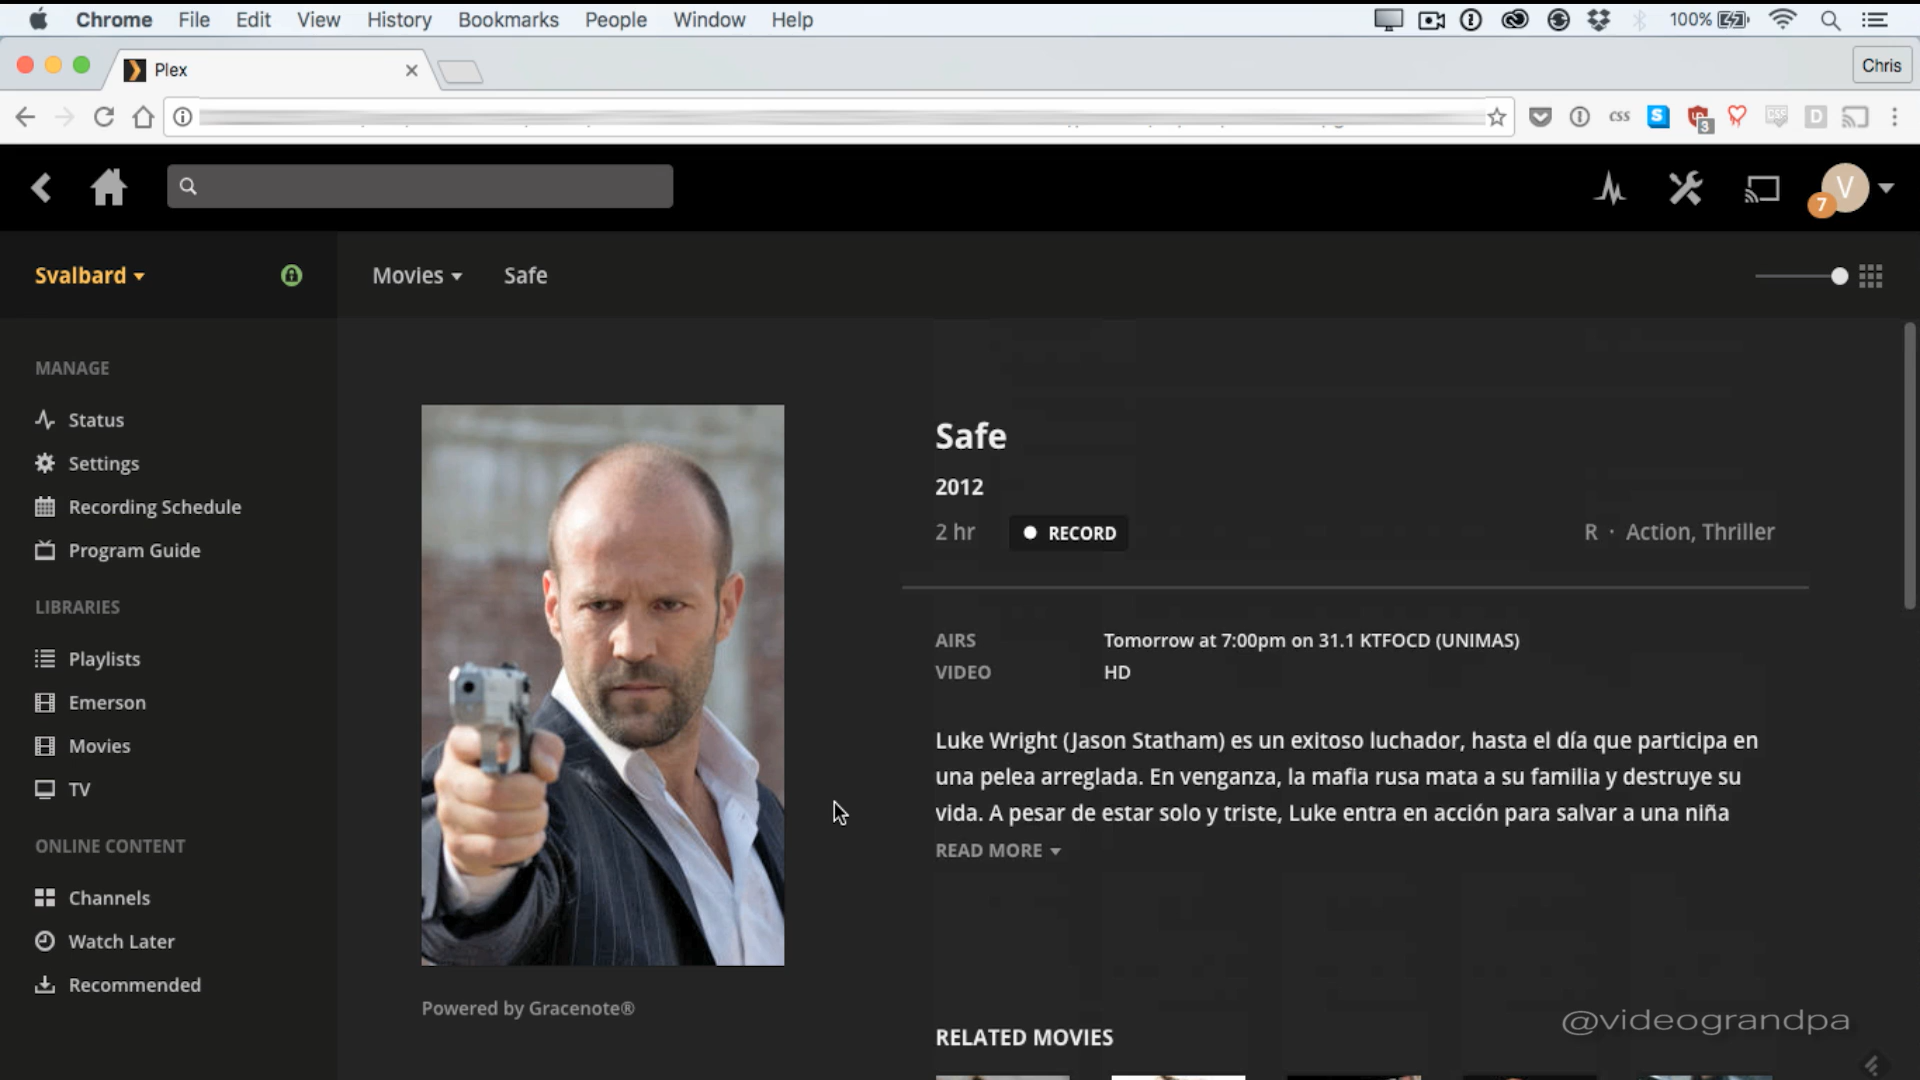 Chrome File Edit View History Bookmarks People Window Help 100%
Plex
Chris
css 3 CSS D
V
7
Svalbard
Movies Safe
MANAGE
Status
Settings
Recording Schedule
Program Guide
LIBRARIES
Playlists
Emerson
Movies
TV
ONLINE CONTENT
Channels
Watch Later
Recommended
Powered by Gracenote®
Safe
2012
2 hr RECORD R · Action, Thriller
AIRS Tomorrow at 7:00pm on 31.1 KTFOCD (UNIMAS)
VIDEO HD
Luke Wright (Jason Statham) es un exitoso luchador, hasta el día que participa en
una pelea arreglada. En venganza, la mafia rusa mata a su familia y destruye su
vida. A pesar de estar solo y triste, Luke entra en acción para salvar a una niña
READ MORE
RELATED MOVIES
@videograndpa